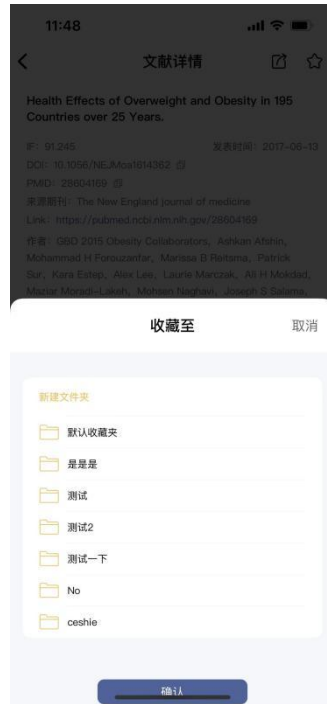 11:48
文献详情
Health Effects of Overweight and Obesity in 195
Countries over 25 Years.
IF: 91.245
发表时间: 2017-06-13
DOI: 10.1056/NEJMoa1614362
PMID: 28604169
来源期刊: The New England journal of medicine
Link: https://pubmed.ncbi.nlm.nih.gov/28604169
作者: GBD 2015 Obesity Collaborators, Ashkan Afshin,
Mohammad H Forouzanfar, Marissa B Reitsma, Patrick
Sur, Kara Estep, Alex Lee, Laurie Marczak, Ali H Mokdad,
Maziar Moradi-Lakeh, Mohsen Naghavi, Joseph S Salama,
收藏至
取消
新建文件夹
默认收藏夹
是是是
测试
测试2
测试一下
No
ceshie
确认